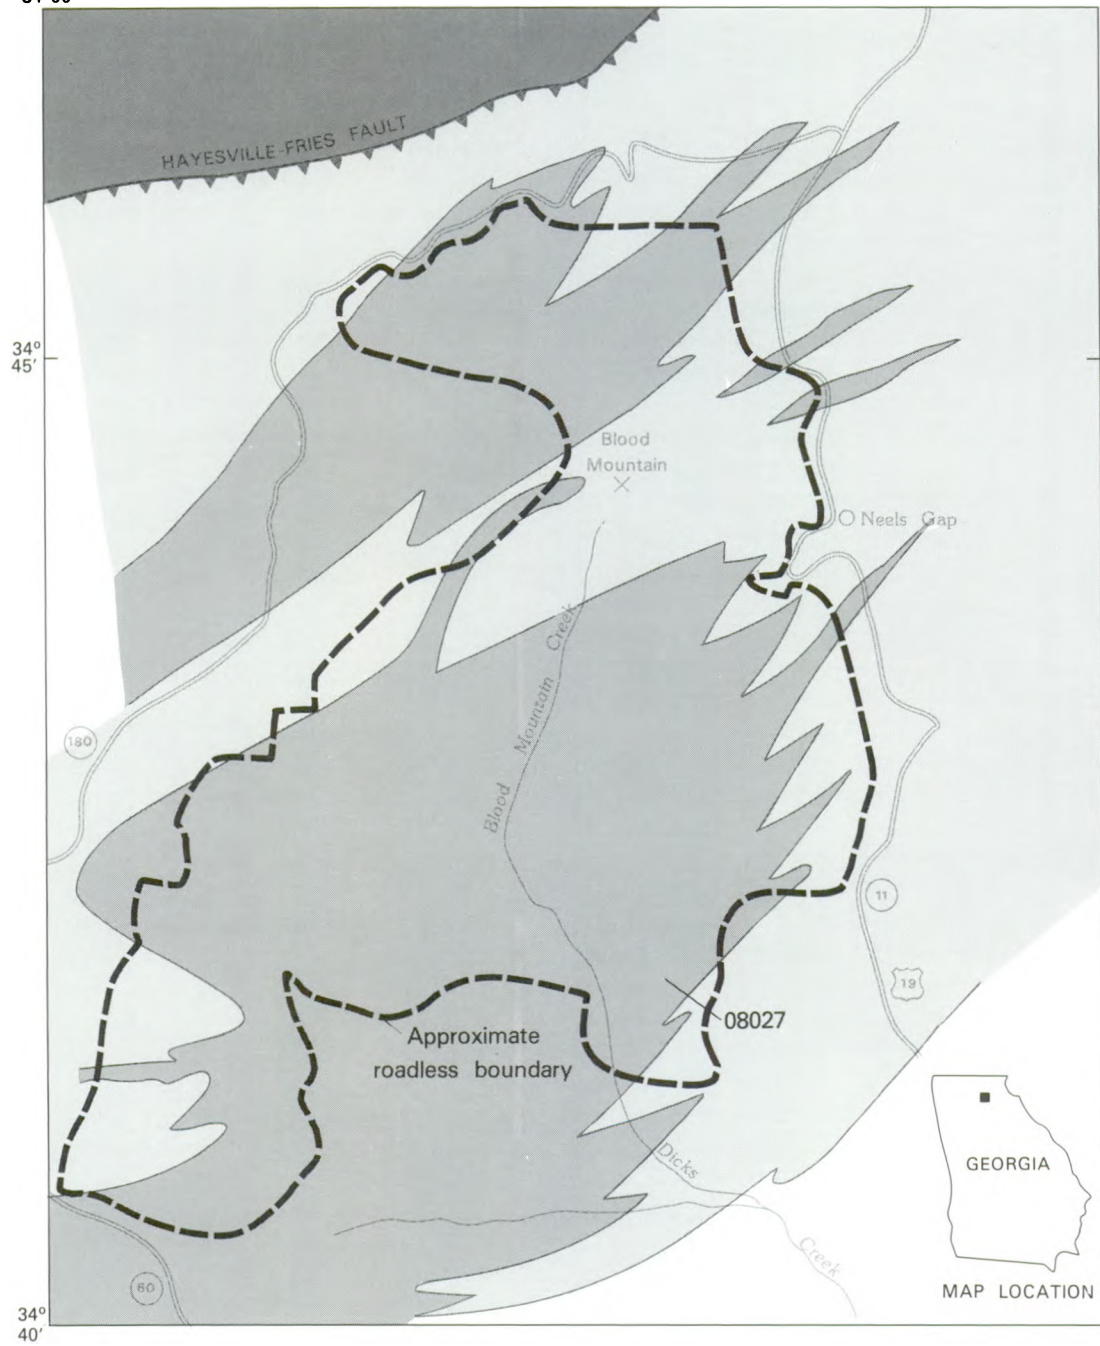 HAYESVILLE-FRIES FAULT
34°
45'
Blood
Mountain
O Neels Gap
Blood Mountain Creek
180
11
19
08027
Approximate
roadless boundary
Dicks
Creek
GEORGIA
60
MAP LOCATION
34°
40'